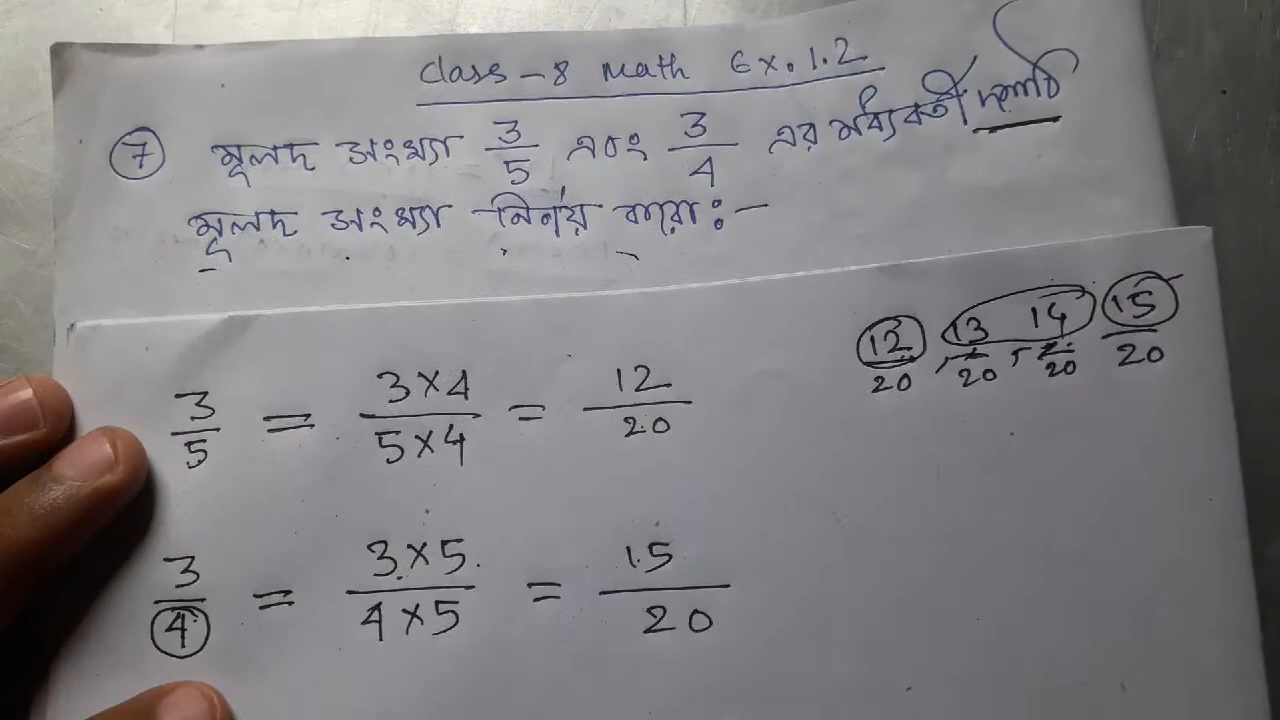 Class - 8 Math Ex. 1.2
7 মূলদ সংখ্যা 3/5 এবং 3/4 এর মধ্যবর্তী দশটি
মূলদ সংখ্যা নির্ণয় করো :-
12/20, 13/20, 14/20 15/20
3/5 = 3×4/5×4 = 12/20
3/4 = 3×5/4×5 = 15/20